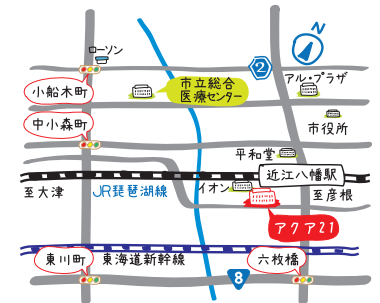 N
ローソン
2
アル・プラザ
小船木町
市立総合
医療センター
中小森町
市役所
平和堂
近江八幡駅
至大津
JR琵琶湖線
イオン
至彦根
アクア21
東川町
東海道新幹線
8
六枚橋